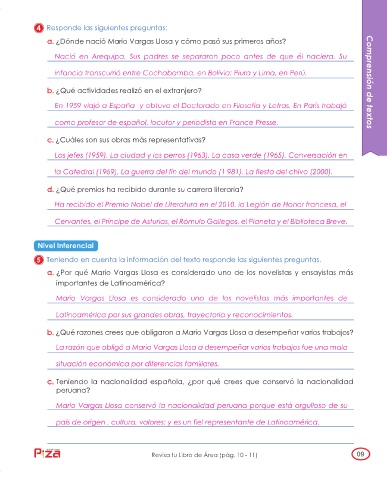 4 Responde las siguientes preguntas:
a. ¿Dónde nació Mario Vargas Llosa y cómo pasó sus primeros años?
Nació en Arequipa. Sus padres se separaron poco antes de que él naciera. Su
infancia transcurrió entre Cochabamba, en Bolivia; Piura y Lima, en Perú.
b. ¿Qué actividades realizó en el extranjero?
En 1959 viajó a España y obtuvo el Doctorado en Filosofía y Letras. En París trabajó
como profesor de español, locutor y periodista en France Presse.
c. ¿Cuáles son sus obras más representativas?
Los jefes (1959), La ciudad y los perros (1963), La casa verde (1965), Conversación en
la Catedral (1969), La guerra del fin del mundo (1 981), La fiesta del chivo (2000).
d. ¿Qué premios ha recibido durante su carrera literaria?
Ha recibido el Premio Nobel de Literatura en el 2010, la Legión de Honor francesa, el
Cervantes, el Príncipe de Asturias, el Rómulo Gallegos, el Planeta y el Biblioteca Breve.
Nivel Inferencial
5 Teniendo en cuenta la información del texto responde las siguientes preguntas.
a. ¿Por qué Mario Vargas Llosa es considerado uno de los novelistas y ensayistas más
importantes de Latinoamérica?
Mario Vargas Llosa es considerado uno de los novelistas más importantes de
Latinoamérica por sus grandes obras, trayectoria y reconocimientos.
b. ¿Qué razones crees que obligaron a Mario Vargas Llosa a desempeñar varios trabajos?
La razón que obligó a Mario Vargas Llosa a desempeñar varios trabajos fue una mala
situación económica por diferencias familiares.
c. Teniendo la nacionalidad española, ¿por qué crees que conservó la nacionalidad
peruana?
Mario Vargas Llosa conservó la nacionalidad peruana porque está orgulloso de su
país de origen , cultura, valores; y es un fiel representante de Latinoamérica.
Comprensión de textos
Pizza
Revisa tu Libro de Área (pág. 10 - 11)
09